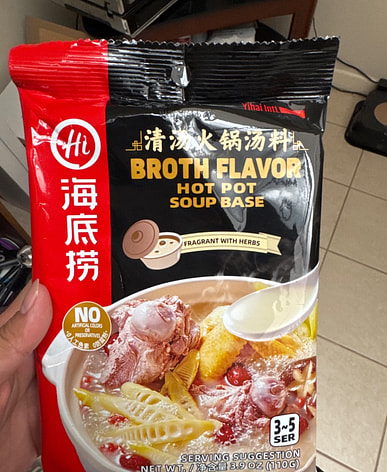 Yihai Intl
Hi
海底捞
清汤火锅汤料
BROTH FLAVOR
HOT POT
SOUP BASE
FRAGRANT WITH HERBS
NO
ARTIFICIAL COLORS
OR
PRESERVATIVES
3~5
SER
SERVING SUGGESTION
NET WT. / 净含量 3.9 OZ (110G)